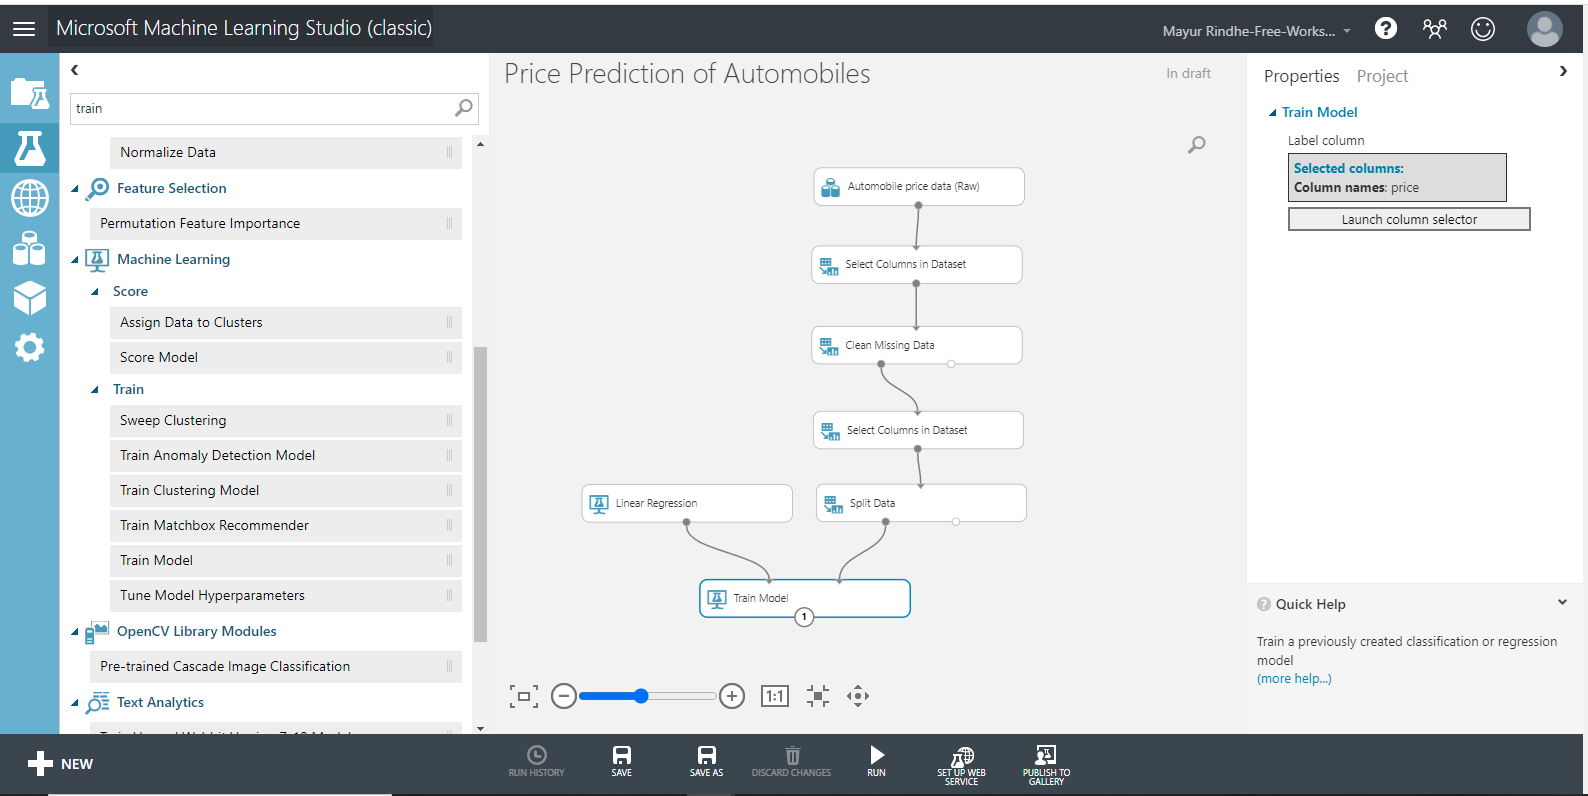 Microsoft Machine Learning Studio (classic)
Mayur Rindhe-Free-Works...
?
train
Normalize Data
Feature Selection
Permutation Feature Importance
Machine Learning
Score
Assign Data to Clusters
Score Model
Train
Sweep Clustering
Train Anomaly Detection Model
Train Clustering Model
Train Matchbox Recommender
Train Model
Tune Model Hyperparameters
OpenCV Library Modules
Pre-trained Cascade Image Classification
Text Analytics
Price Prediction of Automobiles
In draft
Automobile price data (Raw)
Select Columns in Dataset
Clean Missing Data
Select Columns in Dataset
Linear Regression
Split Data
Train Model
1
1:1
Properties Project
Train Model
Label column
Selected columns:
Column names: price
Launch column selector
? Quick Help
Train a previously created classification or regression
model
(more help...)
NEW
RUN HISTORY
SAVE
SAVE AS
DISCARD CHANGES
RUN
SET UP WEB
SERVICE
PUBLISH TO
GALLERY